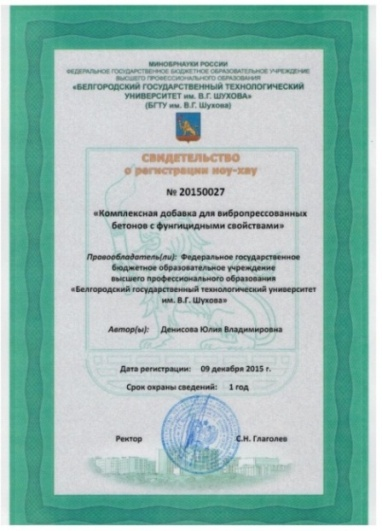 МИНОБРНАУКИ РОССИИ
ФЕДЕРАЛЬНОЕ ГОСУДАРСТВЕННОЕ БЮДЖЕТНОЕ ОБРАЗОВАТЕЛЬНОЕ УЧРЕЖДЕНИЕ
ВЫСШЕГО ПРОФЕССИОНАЛЬНОГО ОБРАЗОВАНИЯ
«БЕЛГОРОДСКИЙ ГОСУДАРСТВЕННЫЙ ТЕХНОЛОГИЧЕСКИЙ
УНИВЕРСИТЕТ им. В.Г. ШУХОВА»
(БГТУ им. В.Г. Шухова)
СВИДЕТЕЛЬСТВО
о регистрации ноу-хау
№ 20150027
«Комплексная добавка для вибропрессованных
бетонов с фунгицидными свойствами»
Правообладатель(ли): Федеральное государственное
бюджетное образовательное учреждение
высшего профессионального образования
«Белгородский государственный технологический университет
им. В.Г. Шухова»
Автор(ы): Денисова Юлия Владимировна
Дата регистрации: 09 декабря 2015 г.
Срок охраны сведений: 1 год
Ректор С.Н. Глаголев